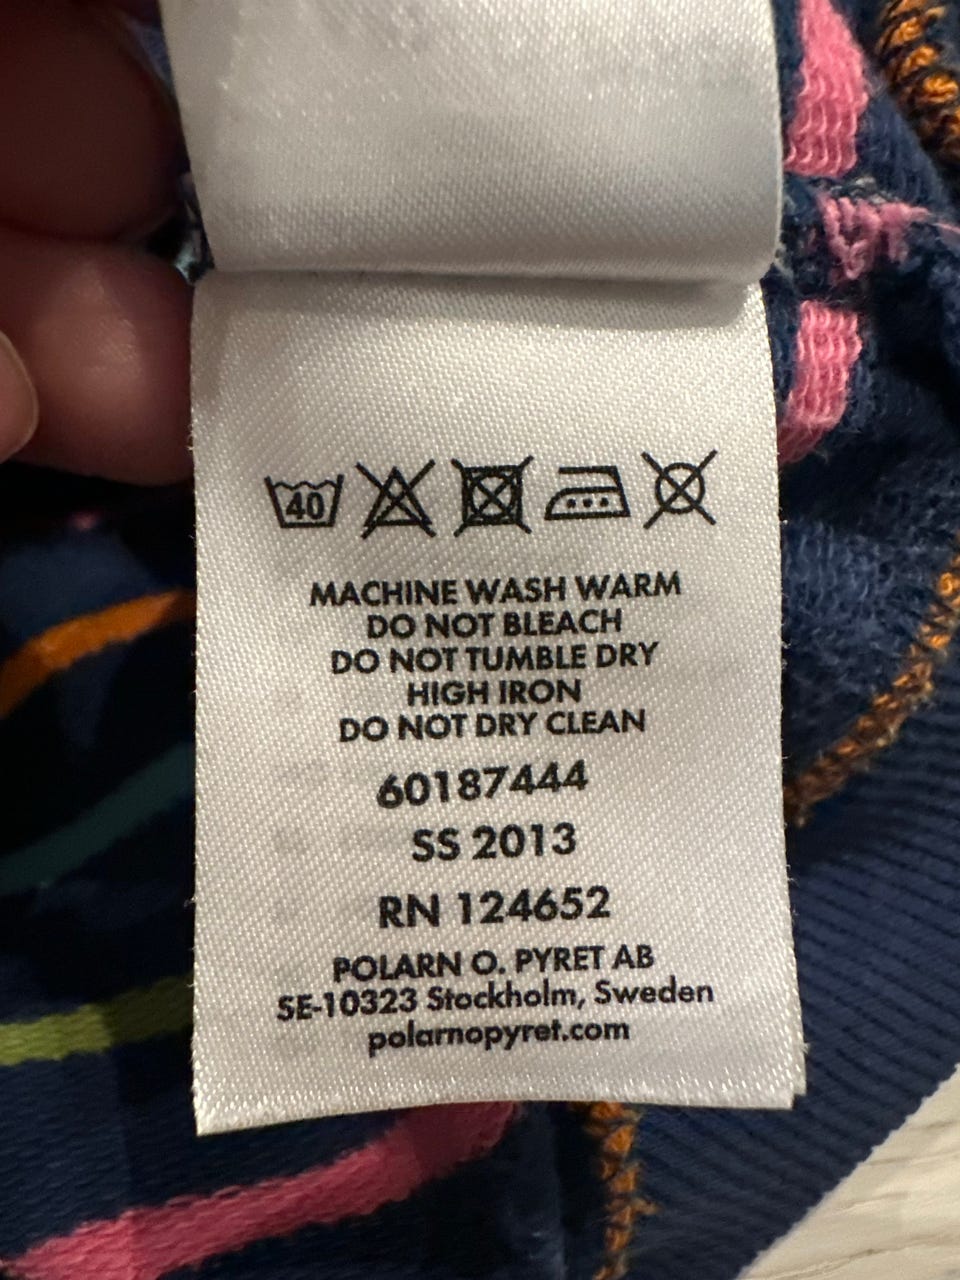 40
MACHINE WASH WARM
DO NOT BLEACH
DO NOT TUMBLE DRY
HIGH IRON
DO NOT DRY CLEAN
60187444
SS 2013
RN 124652
POLARN O. PYRET AB
SE-10323 Stockholm, Sweden
polarnopyret.com